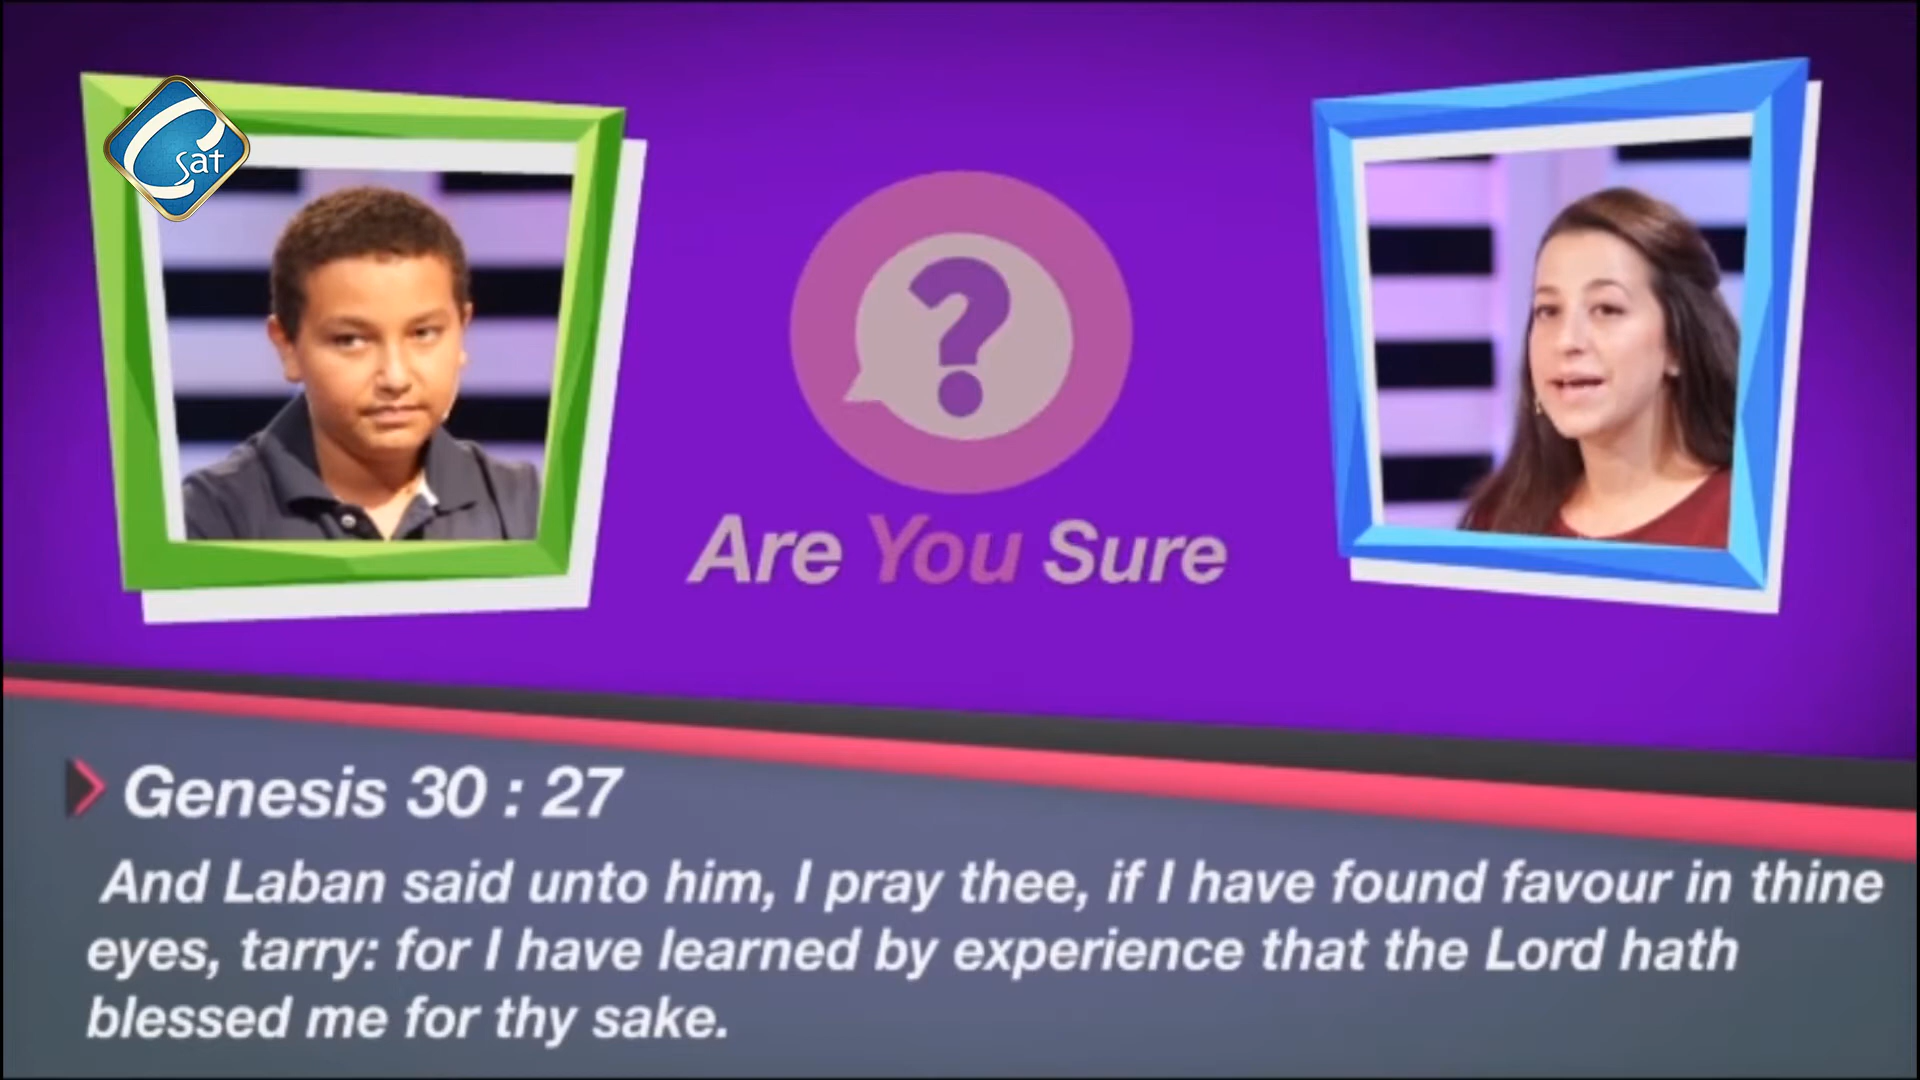 C
sat
?
Are You Sure
Genesis 30 : 27
And Laban said unto him, I pray thee, if I have found favour in thine
eyes, tarry: for I have learned by experience that the Lord hath
blessed me for thy sake.